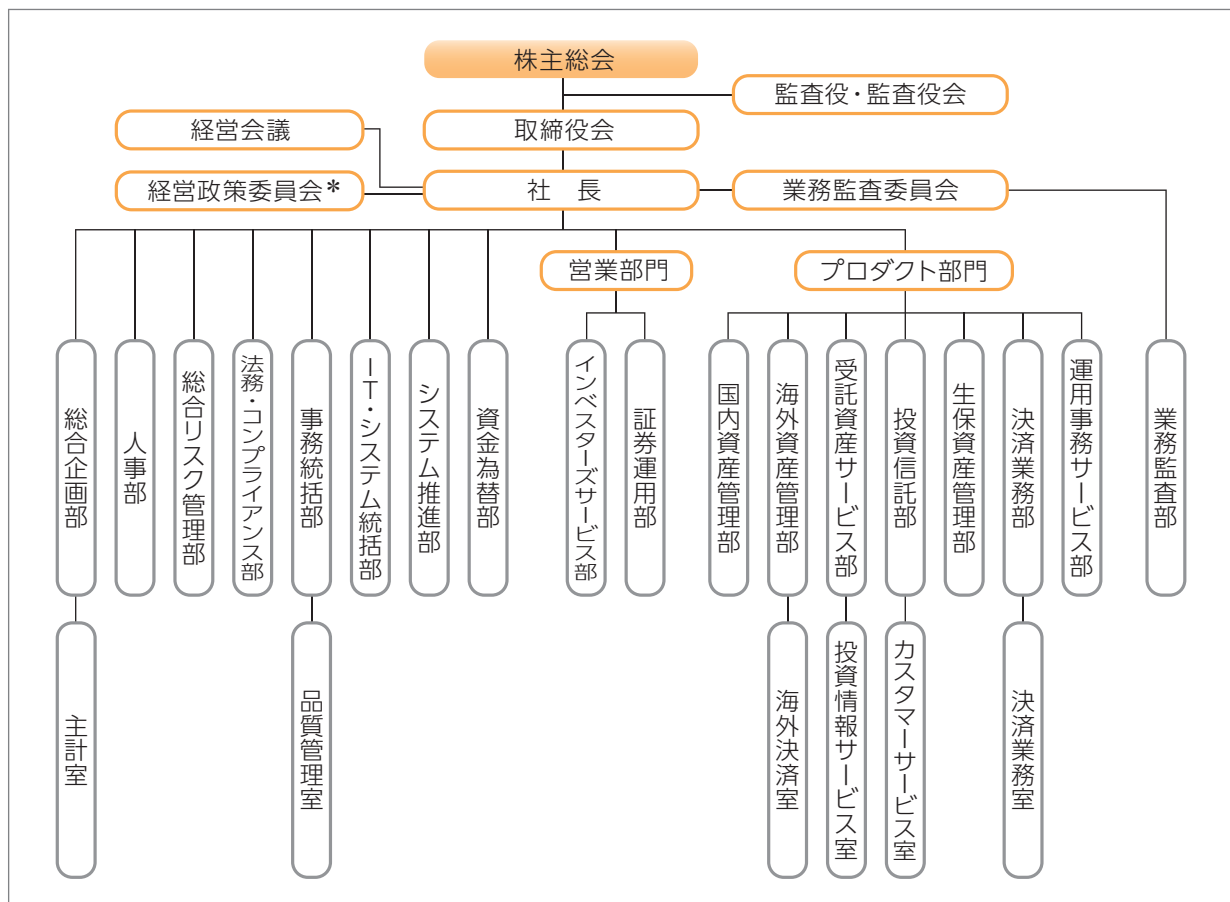 株主総会
監査役・監査役会
経営会議
取締役会
経営政策委員会*
社　長
業務監査委員会
営業部門
プロダクト部門
総合企画部
人事部
総合リスク管理部
法務・コンプライアンス部
事務統括部
IT・システム統括部
システム推進部
資金為替部
インベスターズサービス部
証券運用部
国内資産管理部
海外資産管理部
受託資産サービス部
投資信託部
生保資産管理部
決済業務部
運用事務サービス部
業務監査部
主計室
品質管理室
海外決済室
投資情報サービス室
カスタマーサービス室
決済業務室